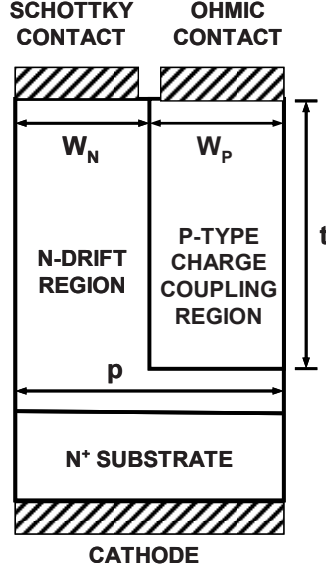 SCHOTTKY
CONTACT
OHMIC
CONTACT
W_N
W_P
t
N-DRIFT
REGION
P-TYPE
CHARGE
COUPLING
REGION
p
N⁺ SUBSTRATE
CATHODE